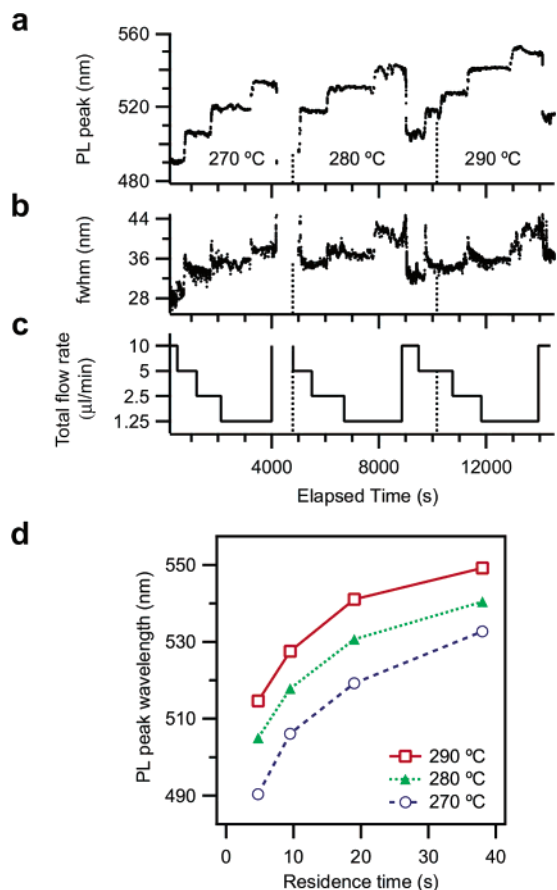 a
PL peak (nm)
560
520
480
270 ºC
280 ºC
290 ºC
b
fwhm (nm)
44
36
28
c
Total flow rate
(µl/min)
10
5
2.5
1.25
4000
8000
12000
Elapsed Time (s)
d
PL peak wavelength (nm)
550
530
510
490
290 ºC
280 ºC
270 ºC
0
10
20
30
40
Residence time (s)